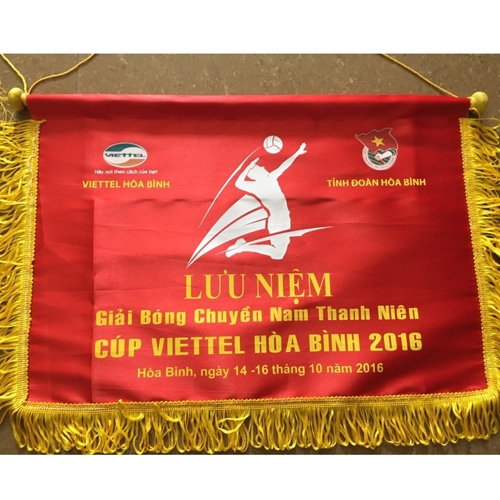 VIETTEL
Hãy nói theo cách của bạn
VIETTEL HÒA BÌNH
TỈNH ĐOÀN HÒA BÌNH
LƯU NIỆM
Giải Bóng Chuyền Nam Thanh Niên
CÚP VIETTEL HÒA BÌNH 2016
Hòa Bình, ngày 14 -16 tháng 10 năm 2016